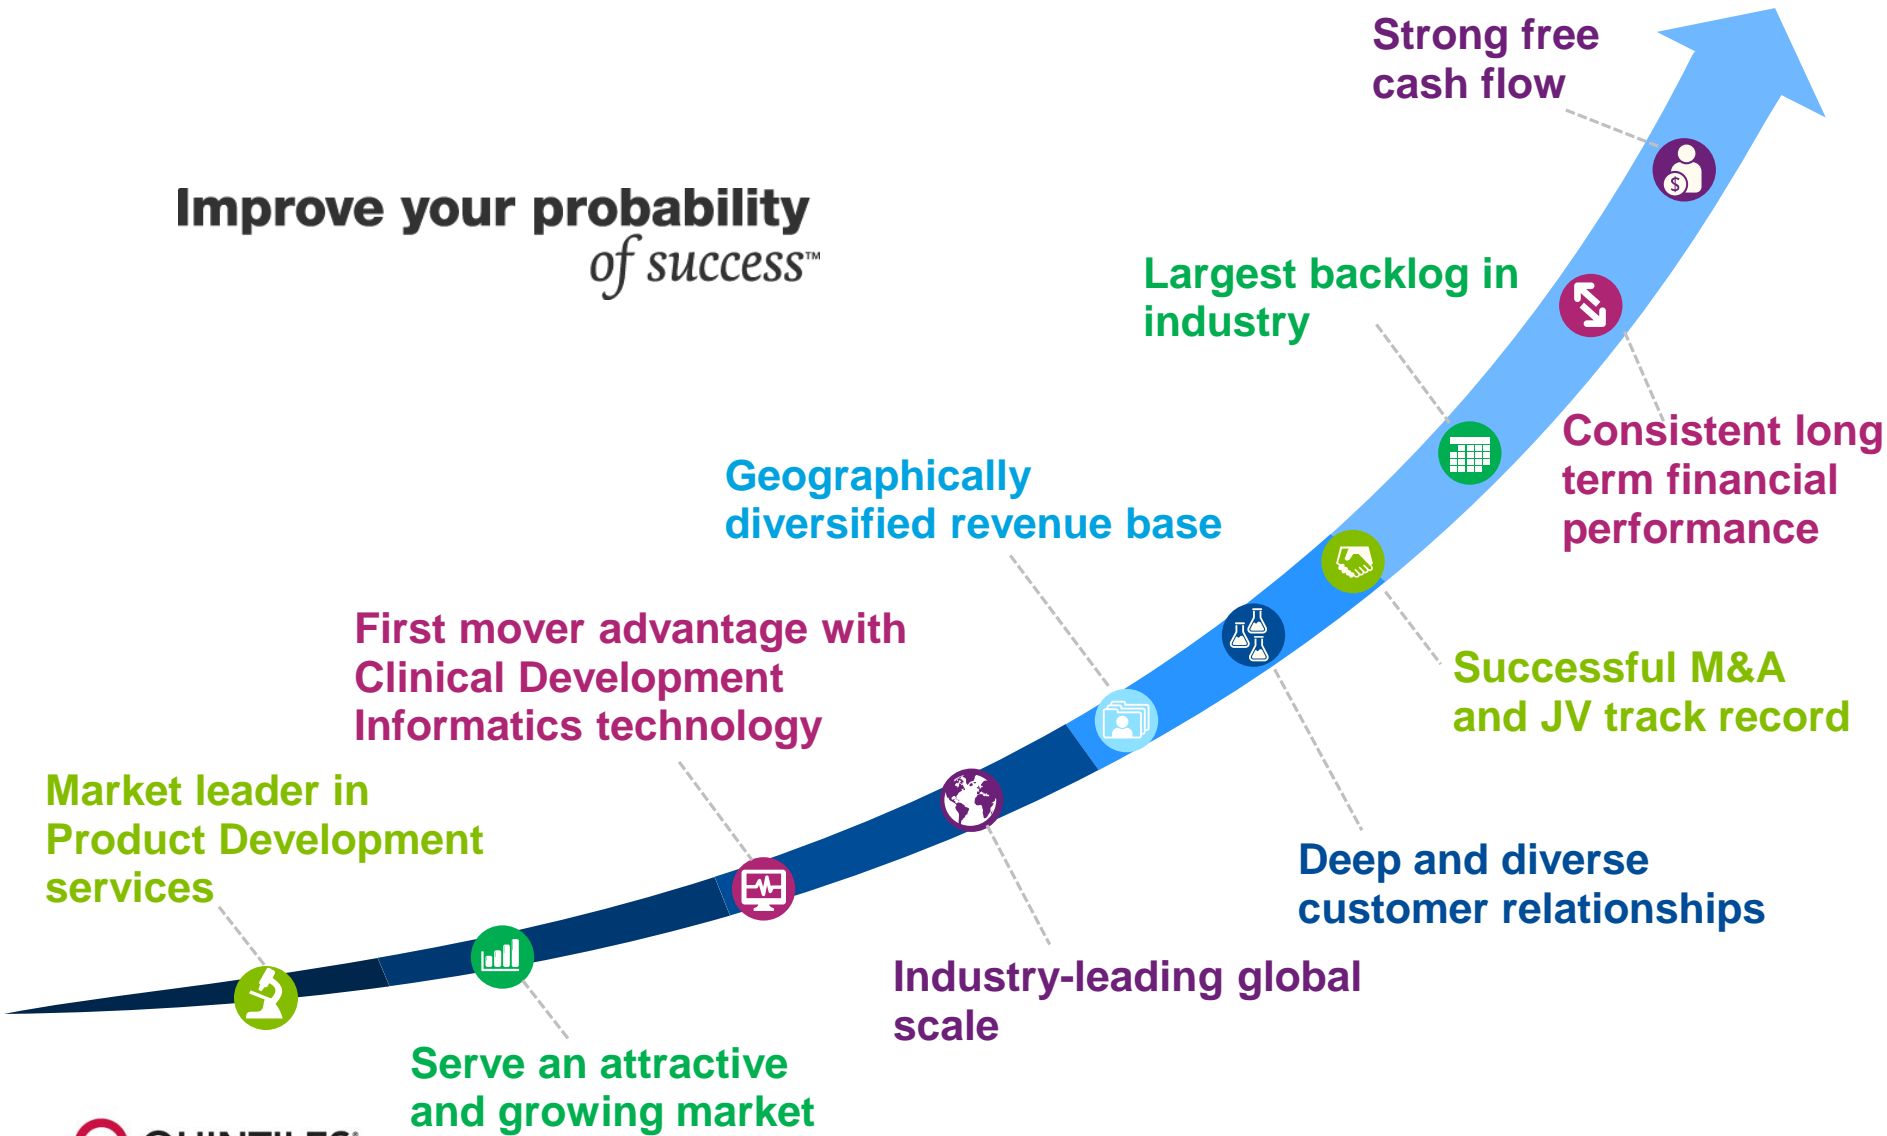 Strong free
cash flow
Improve your probability
of success™
Largest backlog in
industry
Consistent long
term financial
performance
Geographically
diversified revenue base
First mover advantage with
Clinical Development
Informatics technology
Successful M&A
and JV track record
Market leader in
Product Development
services
Deep and diverse
customer relationships
Industry-leading global
scale
Serve an attractive
and growing market
QUINTILES®
$